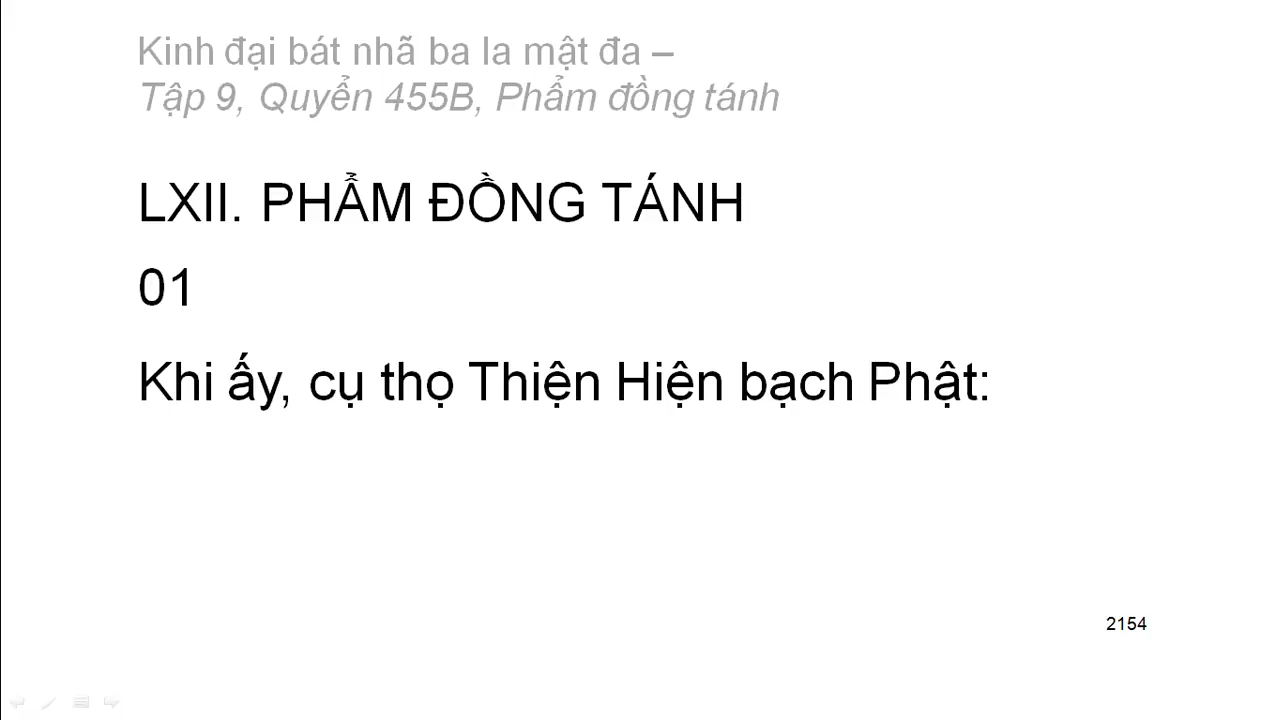 Kinh đại bát nhã ba la mật đa –
Tập 9, Quyển 455B, Phẩm đồng tánh
LXII. PHẨM ĐỒNG TÁNH
01
Khi ấy, cụ thọ Thiện Hiện bạch Phật:
2154